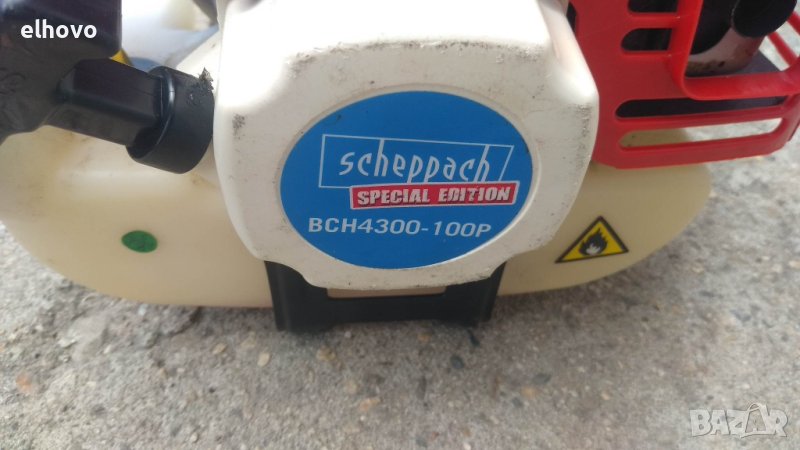 elhovo
scheppach
SPECIAL EDITION
BCH4300-100P
BAZAR